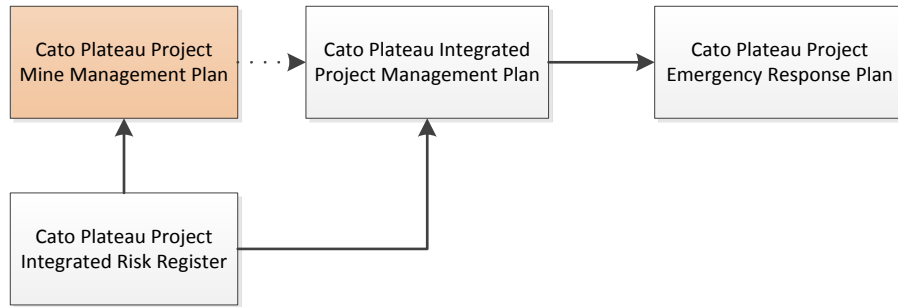 Cato Plateau Project
Mine Management Plan
Cato Plateau Integrated
Project Management Plan
Cato Plateau Project
Emergency Response Plan
Cato Plateau Project
Integrated Risk Register